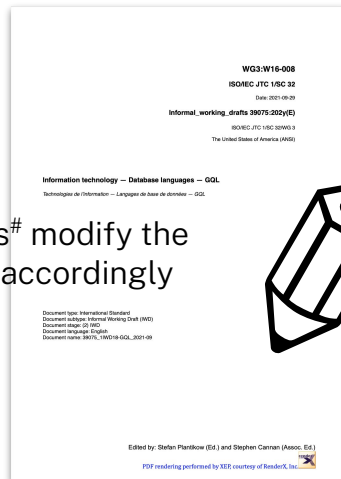 WG3:W16-008
ISO/IEC JTC 1/SC 32
Date: 2021-09-29
Informal_working_drafts 39075:202y(E)
ISO/IEC JTC 1/SC 32/WG 3
The United States of America (ANSI)
Information technology — Database languages — GQL
Technologies de l'information — Langages de base de données — GQL
s# modify the
accordingly
Document type: International Standard
Document subtype: Informal Working Draft (IWD)
Document stage: (2) IWD
Document language: English
Document name: 39075_1IWD18-GQL_2021-09
Edited by: Stefan Plantikow (Ed.) and Stephen Cannan (Assoc. Ed.)
PDF rendering performed by XEP, courtesy of RenderX, Inc.